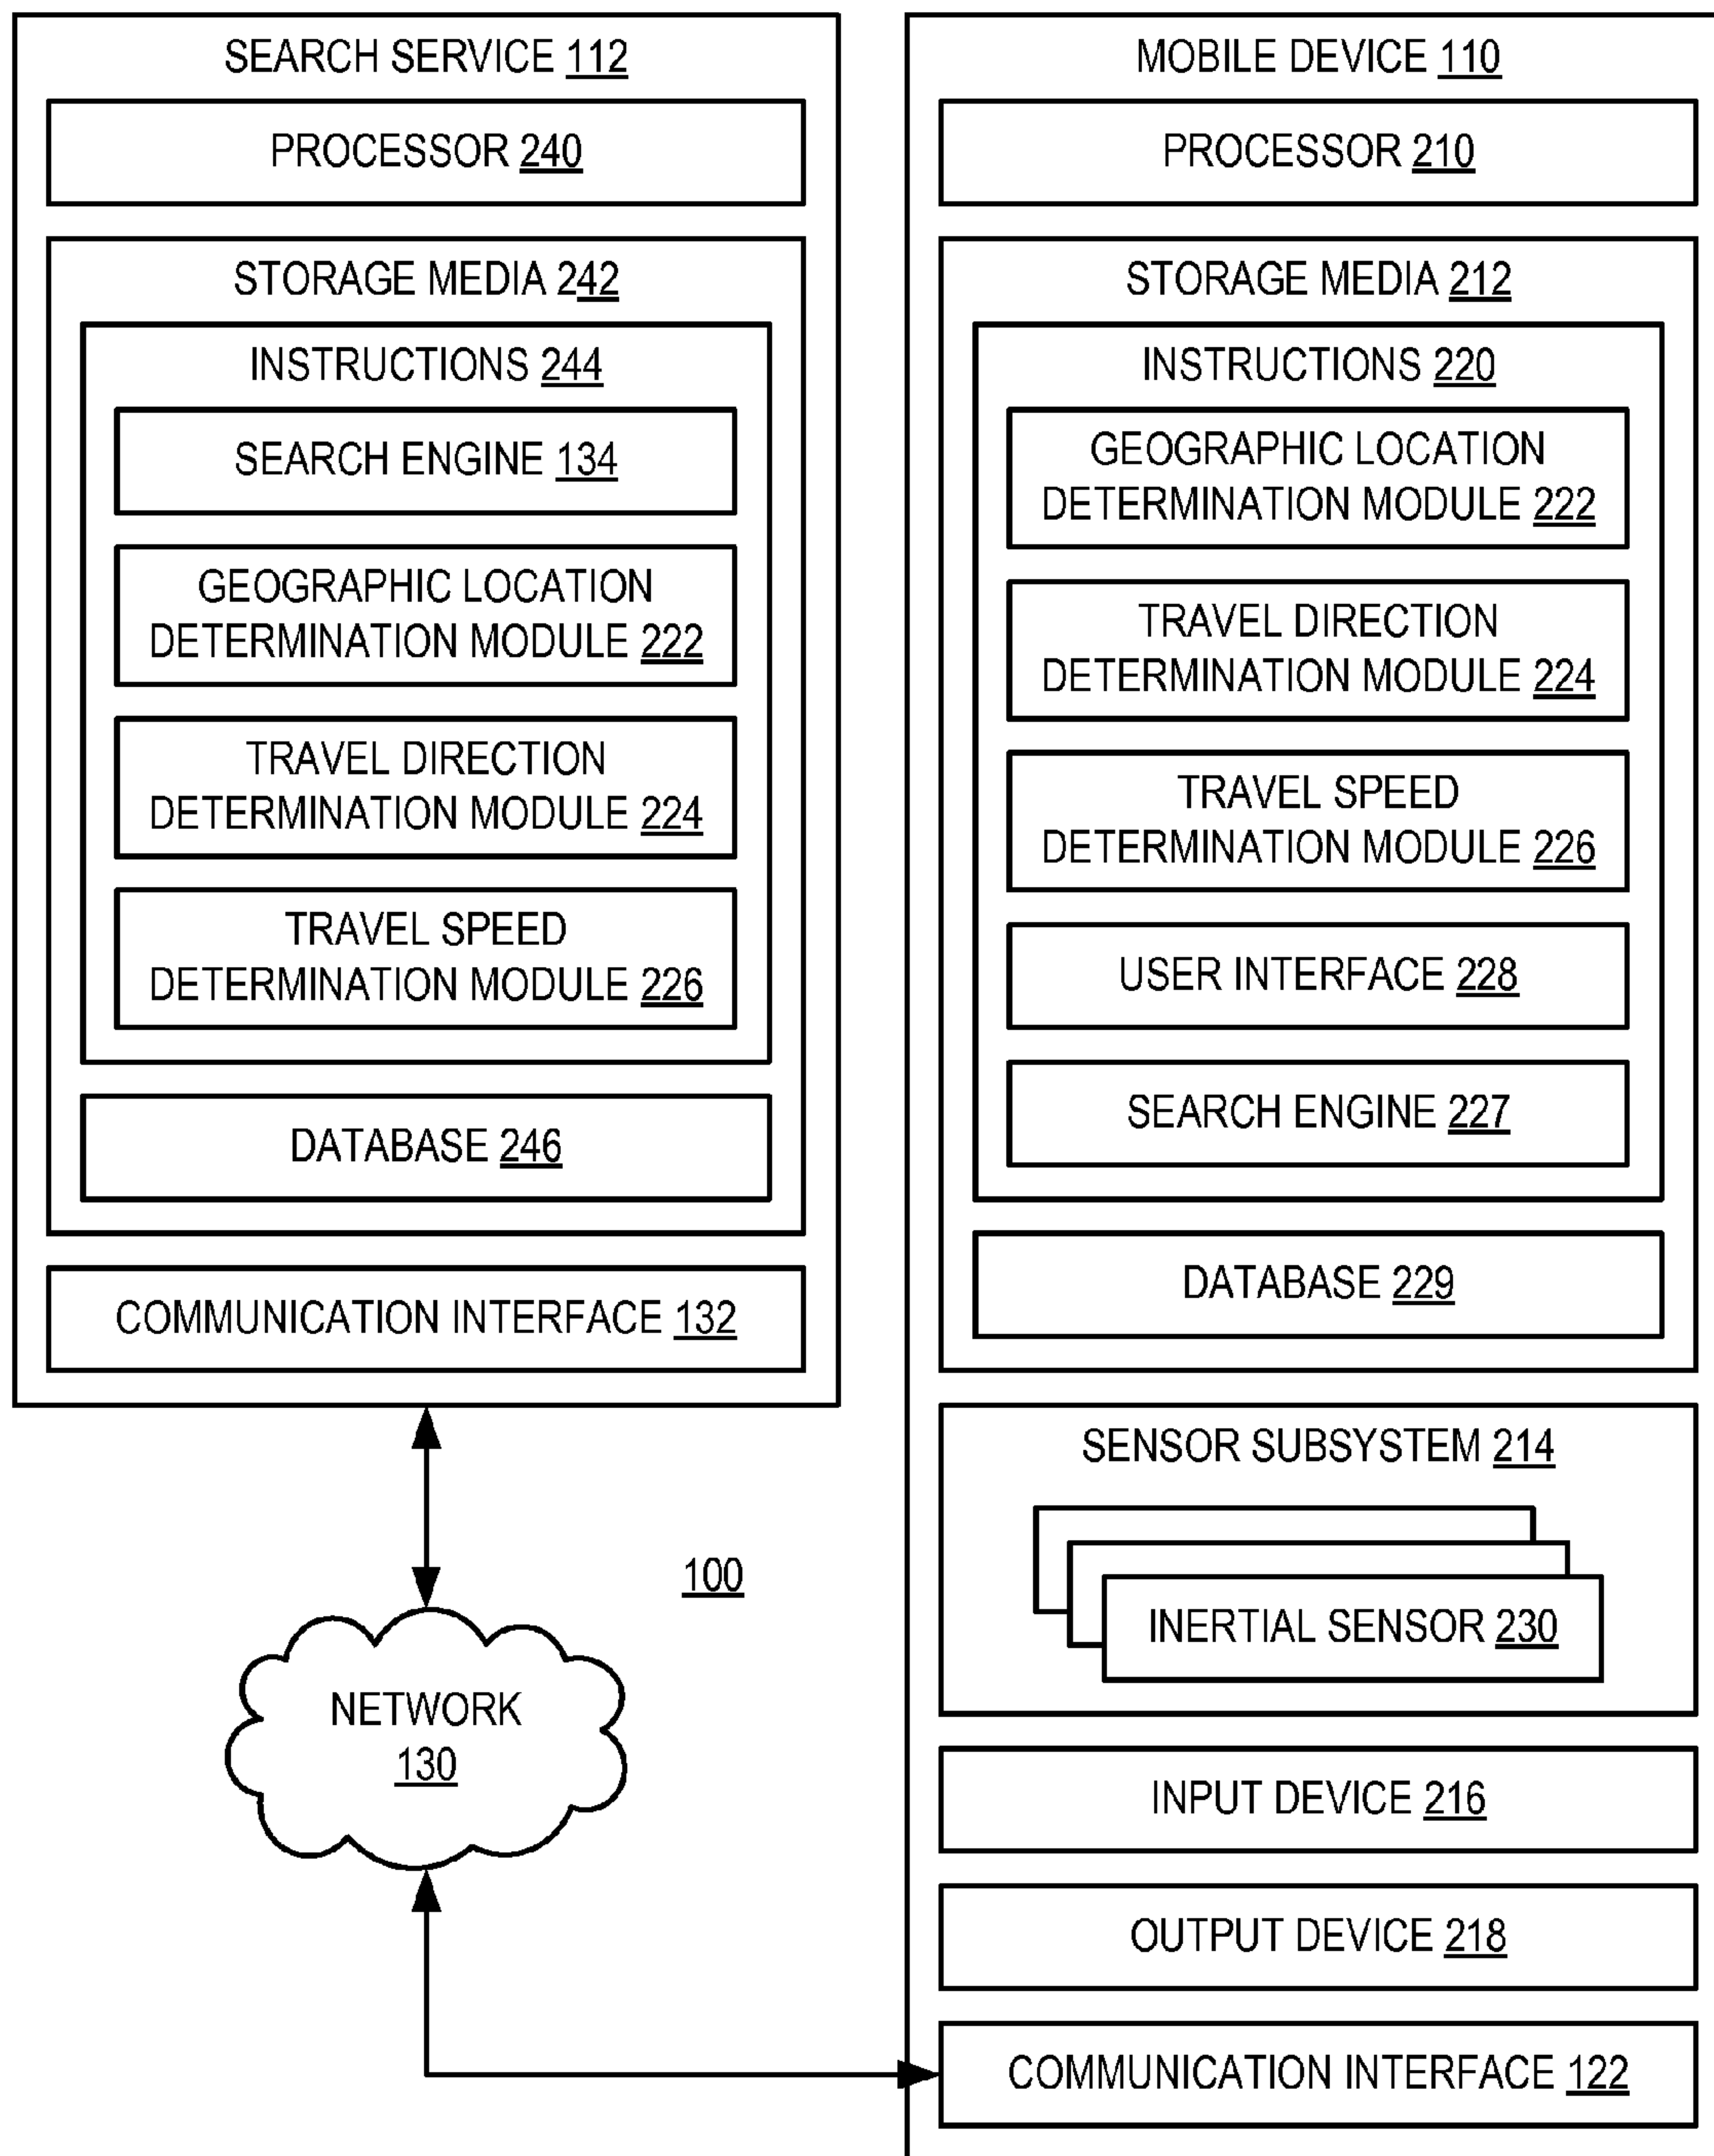 SEARCH SERVICE 112
PROCESSOR 240
STORAGE MEDIA 242
INSTRUCTIONS 244
SEARCH ENGINE 134
GEOGRAPHIC LOCATION
DETERMINATION MODULE 222
TRAVEL DIRECTION
DETERMINATION MODULE 224
TRAVEL SPEED
DETERMINATION MODULE 226
DATABASE 246
COMMUNICATION INTERFACE 132
100
NETWORK
130
MOBILE DEVICE 110
PROCESSOR 210
STORAGE MEDIA 212
INSTRUCTIONS 220
GEOGRAPHIC LOCATION
DETERMINATION MODULE 222
TRAVEL DIRECTION
DETERMINATION MODULE 224
TRAVEL SPEED
DETERMINATION MODULE 226
USER INTERFACE 228
SEARCH ENGINE 227
DATABASE 229
SENSOR SUBSYSTEM 214
INERTIAL SENSOR 230
INPUT DEVICE 216
OUTPUT DEVICE 218
COMMUNICATION INTERFACE 122